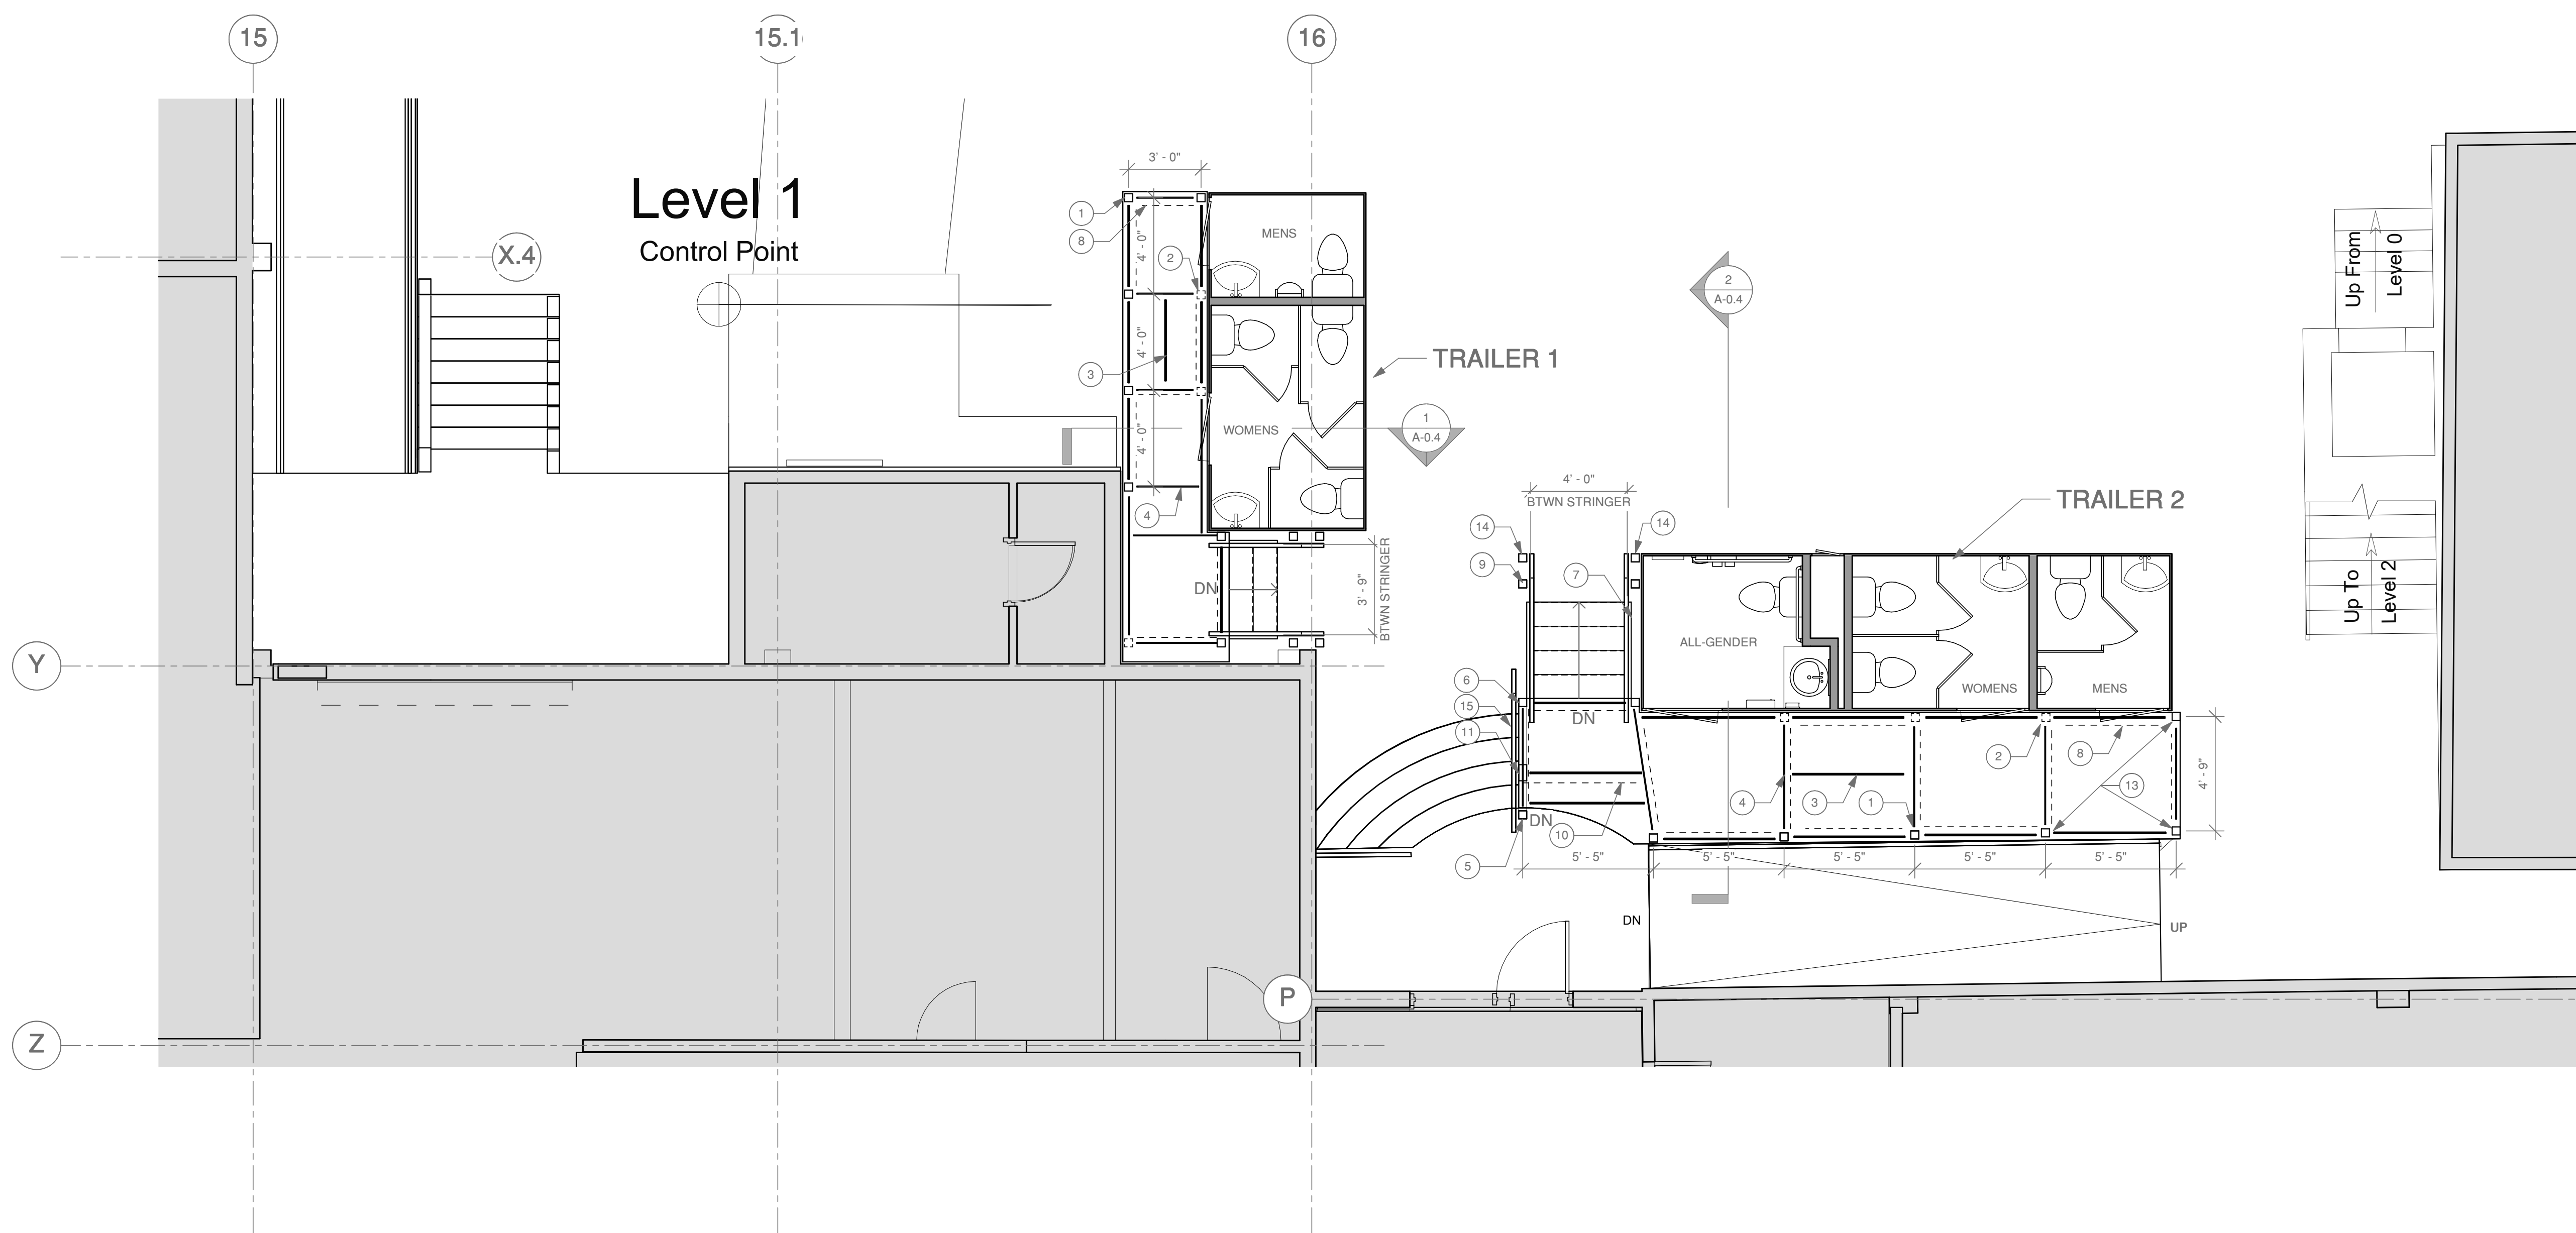 15
15.1
16
3' - 0"
Level 1
Control Point
1
8
4' - 0"
MENS
2
X.4
2
A-0.4
Up From
Level 0
4' - 0"
3
TRAILER 1
4' - 0"
WOMENS
1
A-0.4
4
4' - 0"
BTWN STRINGER
TRAILER 2
14
14
9
7
DN
3' - 9"
BTWN STRINGER
Up To
Level 2
ALL-GENDER
WOMENS
MENS
Y
6
15
11
DN
2
8
4' - 9"
13
4
3
1
DN
10
5
5' - 5"
5' - 5"
5' - 5"
5' - 5"
5' - 5"
DN
UP
P
Z